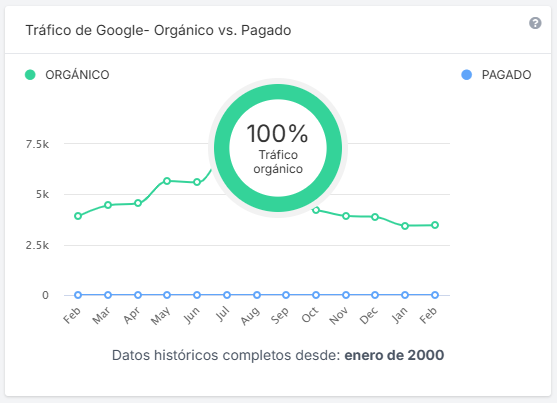 Tráfico de Google- Orgánico vs. Pagado
?
ORGÁNICO
PAGADO
100%
Tráfico
orgánico
7.5k
5k
2.5k
0
Feb
Mar
Apr
May
Jun
Jul
Aug
Sep
Oct
Nov
Dec
Jan
Feb
Datos históricos completos desde: enero de 2000